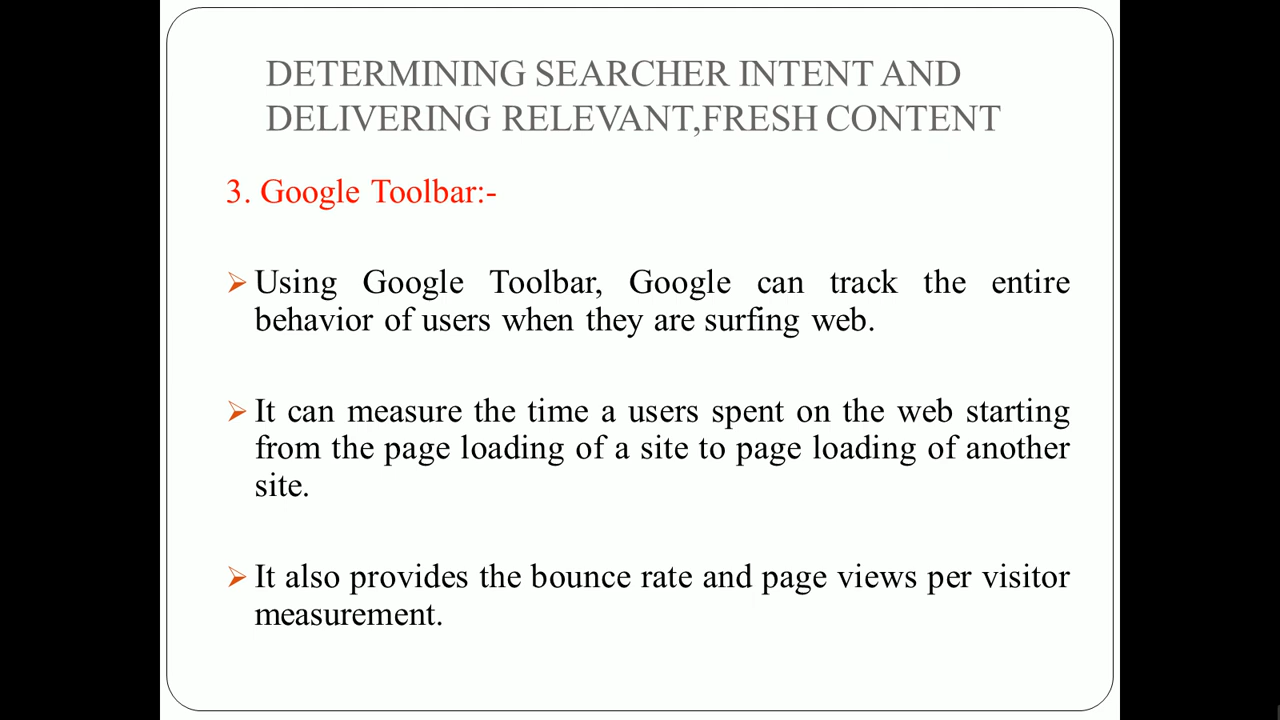 DETERMINING SEARCHER INTENT AND
DELIVERING RELEVANT,FRESH CONTENT
3. Google Toolbar:-
Using Google Toolbar, Google can track the entire
behavior of users when they are surfing web.
It can measure the time a users spent on the web starting
from the page loading of a site to page loading of another
site.
It also provides the bounce rate and page views per visitor
measurement.